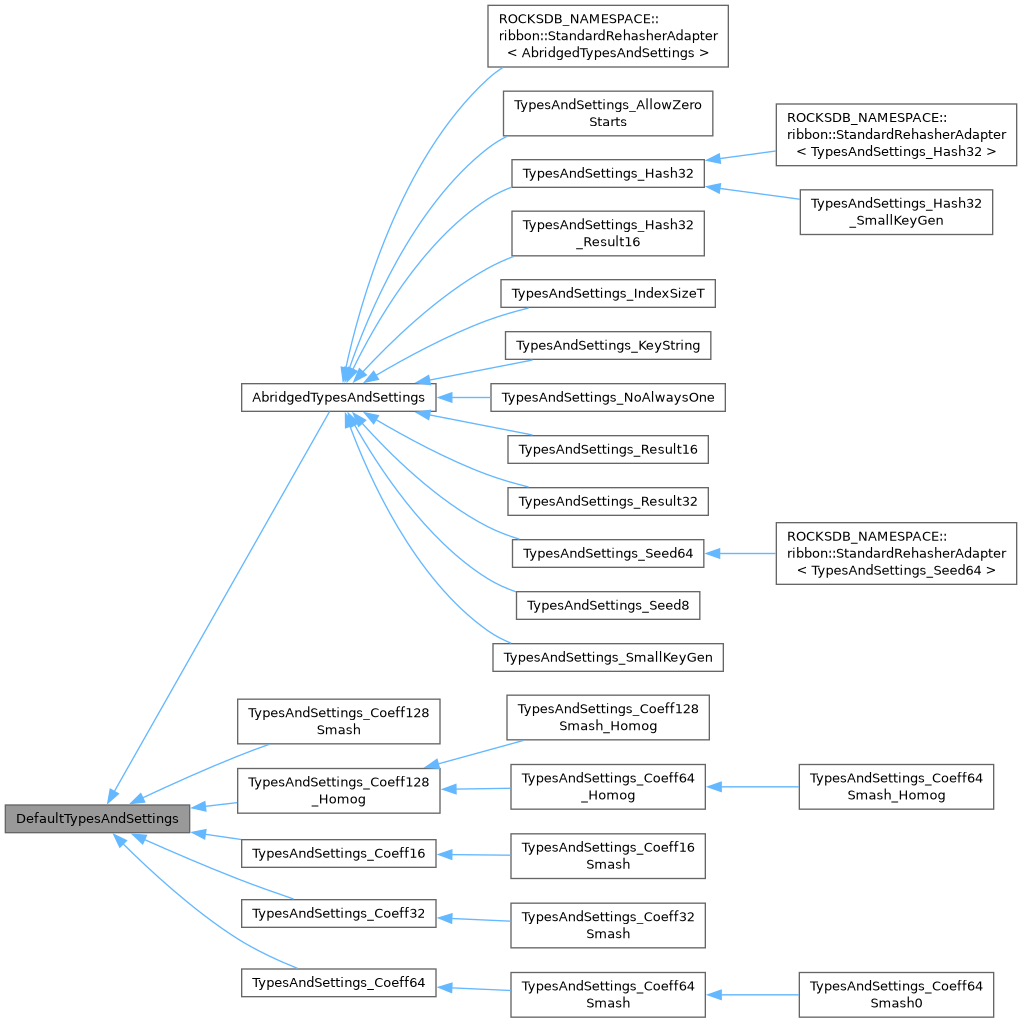 ROCKSDB_NAMESPACE::
ribbon::StandardRehasherAdapter
< AbridgedTypesAndSettings >
TypesAndSettings_AllowZero
Starts
TypesAndSettings_Hash32
ROCKSDB_NAMESPACE::
ribbon::StandardRehasherAdapter
< TypesAndSettings_Hash32 >
TypesAndSettings_Hash32
_SmallKeyGen
TypesAndSettings_Hash32
_Result16
TypesAndSettings_IndexSizeT
TypesAndSettings_KeyString
AbridgedTypesAndSettings
TypesAndSettings_NoAlwaysOne
TypesAndSettings_Result16
TypesAndSettings_Result32
TypesAndSettings_Seed64
ROCKSDB_NAMESPACE::
ribbon::StandardRehasherAdapter
< TypesAndSettings_Seed64 >
TypesAndSettings_Seed8
TypesAndSettings_SmallKeyGen
TypesAndSettings_Coeff128
Smash
TypesAndSettings_Coeff128
Smash_Homog
TypesAndSettings_Coeff128
_Homog
TypesAndSettings_Coeff64
_Homog
TypesAndSettings_Coeff64
Smash_Homog
DefaultTypesAndSettings
TypesAndSettings_Coeff16
TypesAndSettings_Coeff16
Smash
TypesAndSettings_Coeff32
TypesAndSettings_Coeff32
Smash
TypesAndSettings_Coeff64
TypesAndSettings_Coeff64
Smash
TypesAndSettings_Coeff64
Smash0